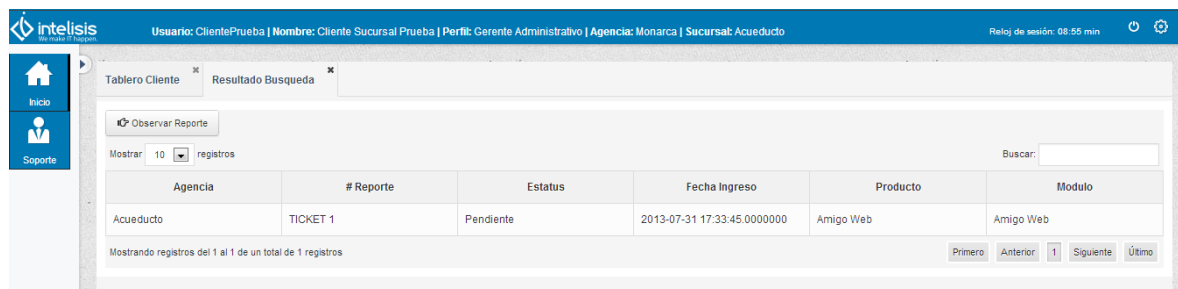 intelisis
We make IT happen.
Usuario: ClientePrueba | Nombre: Cliente Sucursal Prueba | Perfil: Gerente Administrativo | Agencia: Monarca | Sucursal: Acueducto
Reloj de sesión: 08:55 min
Inicio
Soporte
Tablero Cliente
Resultado Busqueda
Observar Reporte
Mostrar 10 registros
Buscar:
Agencia # Reporte Estatus Fecha Ingreso Producto Modulo
Acueducto TICKET 1 Pendiente 2013-07-31 17:33:45.0000000 Amigo Web Amigo Web
Mostrando registros del 1 al 1 de un total de 1 registros
Primero Anterior 1 Siguiente Último